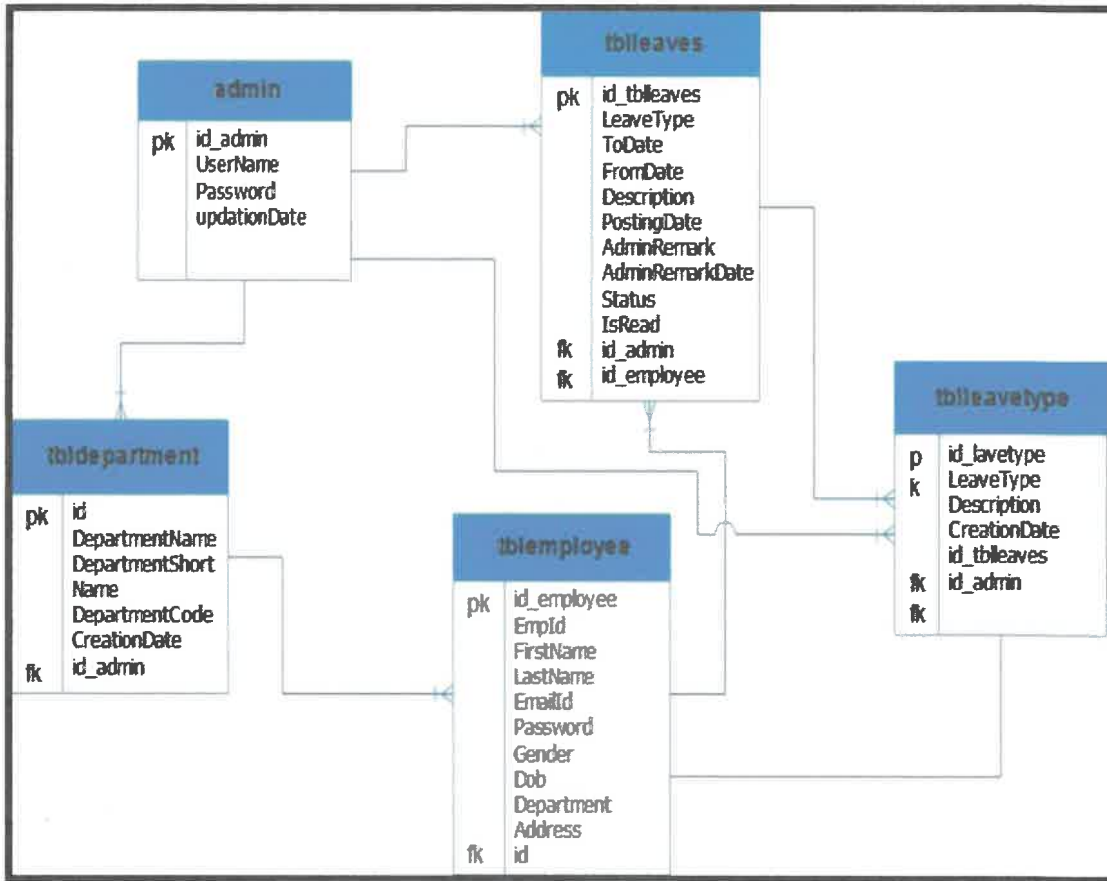 admin
pk id_admin
UserName
Password
updationDate
tblleaves
pk id_tblleaves
LeaveType
ToDate
FromDate
Description
PostingDate
AdminRemark
AdminRemarkDate
Status
IsRead
fk id_admin
fk id_employee
tblleavetype
p id_lavetype
k LeaveType
Description
CreationDate
id_tblleaves
fk id_admin
fk
tbldepartment
pk id
DepartmentName
DepartmentShort
Name
DepartmentCode
CreationDate
fk id_admin
tblemployee
pk id_employee
EmpId
FirstName
LastName
EmailId
Password
Gender
Dob
Department
Address
fk id